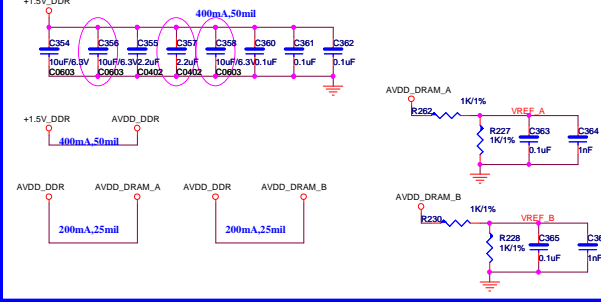 +1.5V_DDR
400mA,50mil
C354 C356 C355 C357 C358 C360 C361 C362
10uF/6.3V 10uF/6.3V 2.2uF 2.2uF 10uF/6.3V 0.1uF 0.1uF 0.1uF
C0603 C0603 C0402 C0402 C0603
AVDD_DRAM_A
1K/1%
R262
VREF_A
R227 C363 C364
1K/1%
0.1uF 1nF
+1.5V_DDR AVDD_DDR
400mA,50mil
AVDD_DDR AVDD_DRAM_A AVDD_DDR AVDD_DRAM_B
200mA,25mil 200mA,25mil
AVDD_DRAM_B
1K/1%
R230
VREF_B
R228 C365
1K/1%
0.1uF 1nF